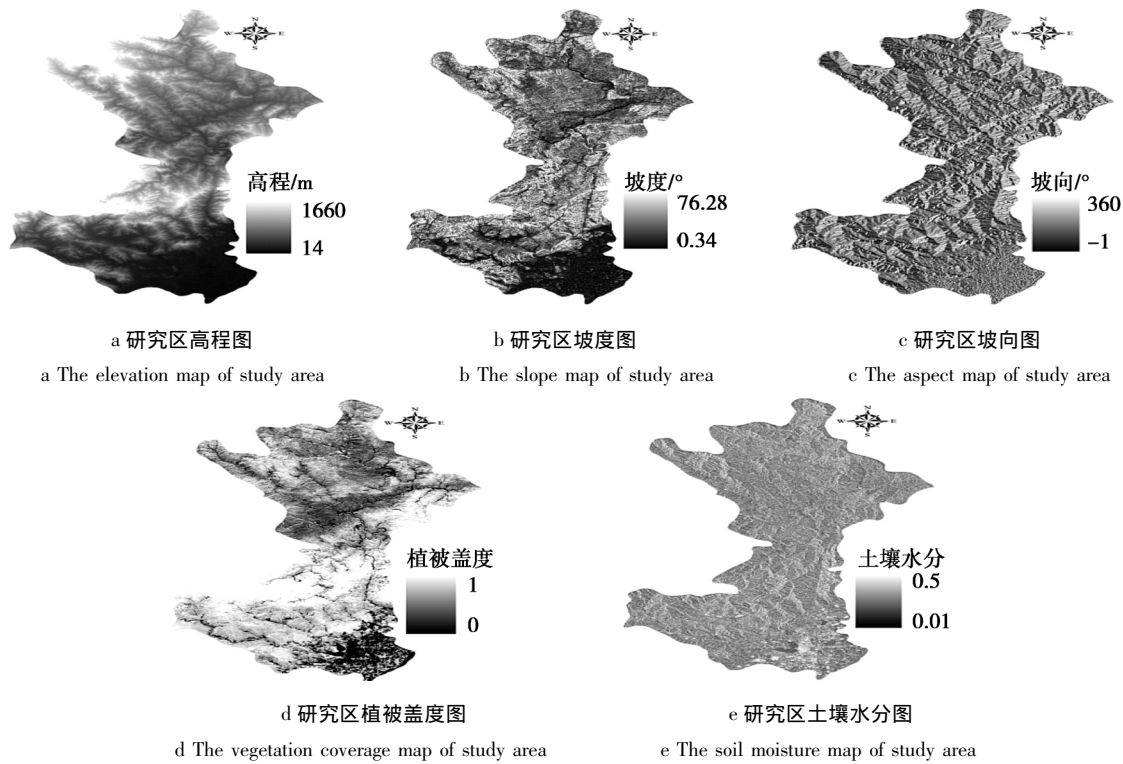 N
W E
S
高程/m
1660
14
a 研究区高程图
a The elevation map of study area
N
W E
S
坡度/°
76.28
0.34
b 研究区坡度图
b The slope map of study area
N
W E
S
坡向/°
360
-1
c 研究区坡向图
c The aspect map of study area
N
W E
S
植被盖度
1
0
d 研究区植被盖度图
d The vegetation coverage map of study area
N
W E
S
土壤水分
0.5
0.01
e 研究区土壤水分图
e The soil moisture map of study area